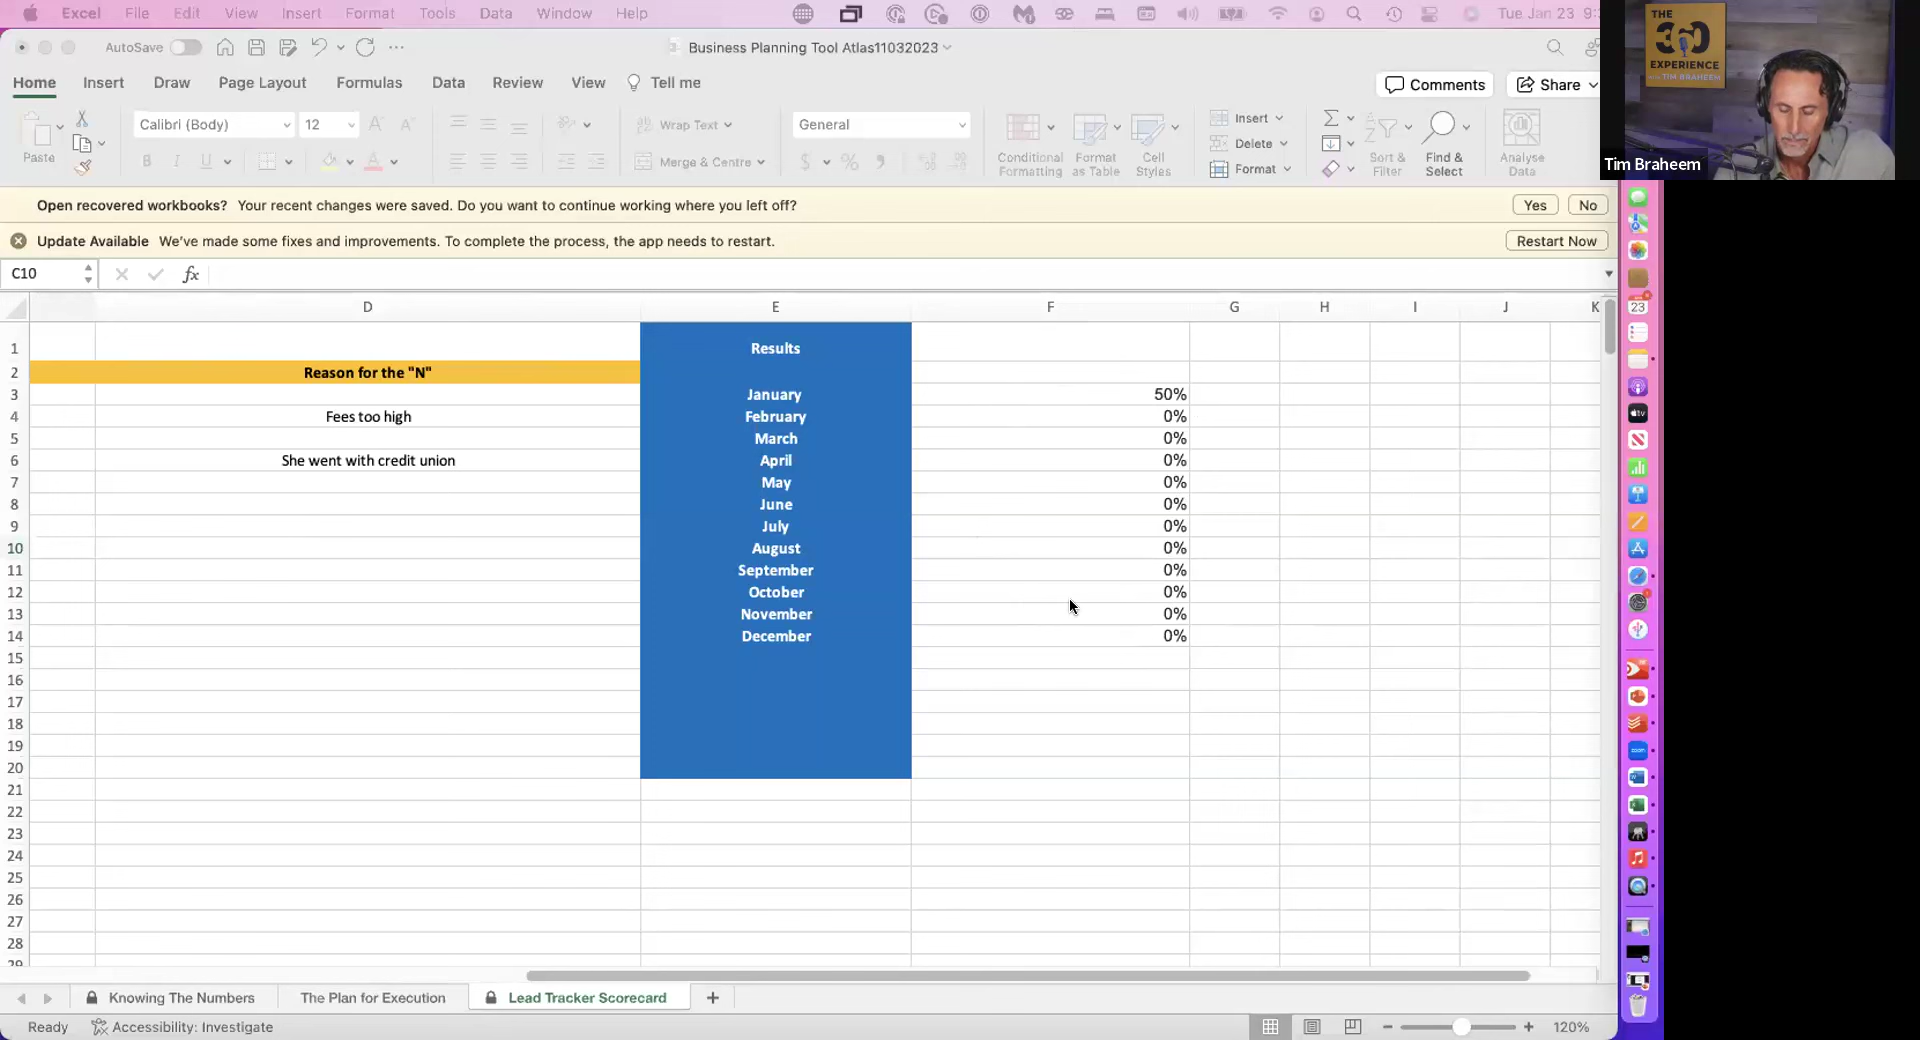 Excel File Edit View Insert Format Tools Data Window Help Tue Jan 23
AutoSave Business Planning Tool Atlas11032023
Home Insert Draw Page Layout Formulas Data Review View Tell me Comments Share
Paste Calibri (Body) 12 Wrap Text General Insert
Merge & Centre Conditional Formatting Format as Table Cell Styles Delete Format Sort & Filter Find & Select Analyse Data
THE
360
EXPERIENCE
WITH TIM BRAHEEM
Tim Braheem
Open recovered workbooks? Your recent changes were saved. Do you want to continue working where you left off? Yes No
Update Available We've made some fixes and improvements. To complete the process, the app needs to restart. Restart Now
C10 fx
D E F G H I J K
1 Results
2 Reason for the "N"
3 January 50%
4 Fees too high February 0%
5 March 0%
6 She went with credit union April 0%
7 May 0%
8 June 0%
9 July 0%
10 August 0%
11 September 0%
12 October 0%
13 November 0%
14 December 0%
15
16
17
18
19
20
21
22
23
24
25
26
27
28
29
Knowing The Numbers The Plan for Execution Lead Tracker Scorecard +
Ready Accessibility: Investigate 120%
23
tv
zoom